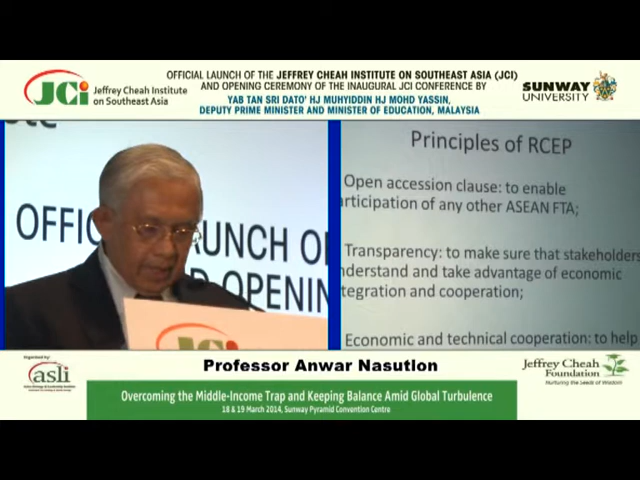 JCi Jeffrey Cheah Institute
on Southeast Asia
OFFICIAL LAUNCH OF THE JEFFREY CHEAH INSTITUTE ON SOUTHEAST ASIA (JCI)
AND OPENING CEREMONY OF THE INAUGURAL JCI CONFERENCE BY
YAB TAN SRI DATO' HJ MUHYIDDIN HJ MOHD YASSIN,
DEPUTY PRIME MINISTER AND MINISTER OF EDUCATION, MALAYSIA
SUNWAY
UNIVERSITY
OFFIC AUNCH O
D OPENIN
JCi
Principles of RCEP
Open accession clause: to enable
articipation of any other ASEAN FTA;
Transparency: to make sure that stakeholders
nderstand and take advantage of economic
tegration and cooperation;
Economic and technical cooperation: to help
Organised by:
asli
Professor Anwar Nasution
Jeffrey Cheah
Foundation
Nurturing the Seeds of Wisdom
Overcoming the Middle-Income Trap and Keeping Balance Amid Global Turbulence
18 & 19 March 2014, Sunway Pyramid Convention Centre